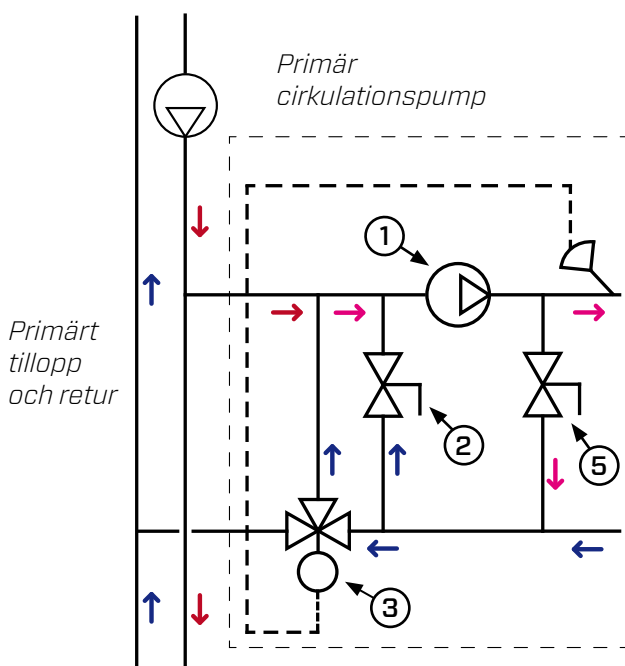 Primär
cirkulationspump
1
Primärt
tillopp
och retur
2
5
3